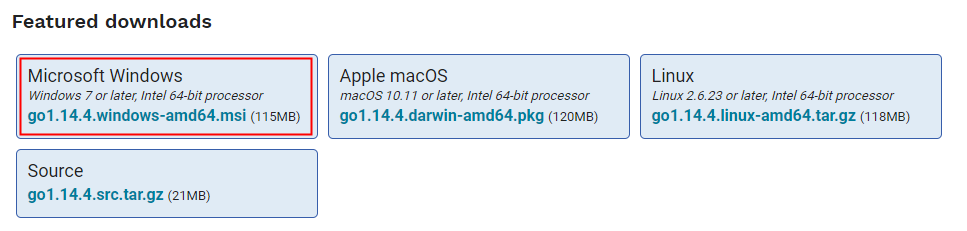 Featured downloads
Microsoft Windows
Windows 7 or later, Intel 64-bit processor
go1.14.4.windows-amd64.msi (115MB)
Apple macOS
macOS 10.11 or later, Intel 64-bit processor
go1.14.4.darwin-amd64.pkg (120MB)
Linux
Linux 2.6.23 or later, Intel 64-bit processor
go1.14.4.linux-amd64.tar.gz (118MB)
Source
go1.14.4.src.tar.gz (21MB)